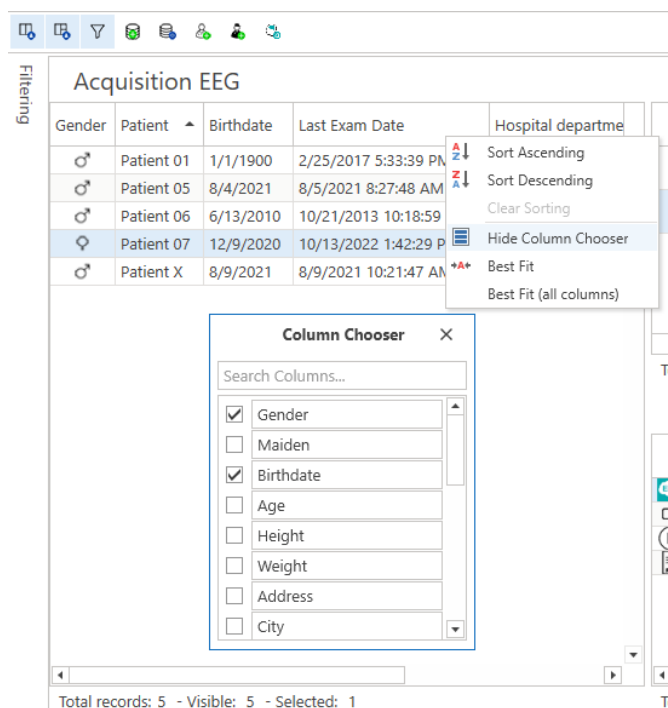 Filtering
Acquisition EEG
Gender Patient Birthdate Last Exam Date Hospital departme
Patient 01 1/1/1900 2/25/2017 5:33:39 PM
Patient 05 8/4/2021 8/5/2021 8:27:48 AM
Patient 06 6/13/2010 10/21/2013 10:18:59
Patient 07 12/9/2020 10/13/2022 1:42:29 P
Patient X 8/9/2021 8/9/2021 10:21:47 AM
Sort Ascending
Sort Descending
Clear Sorting
Hide Column Chooser
Best Fit
Best Fit (all columns)
Column Chooser
Search Columns...
Gender
Maiden
Birthdate
Age
Height
Weight
Address
City
Total records: 5 - Visible: 5 - Selected: 1